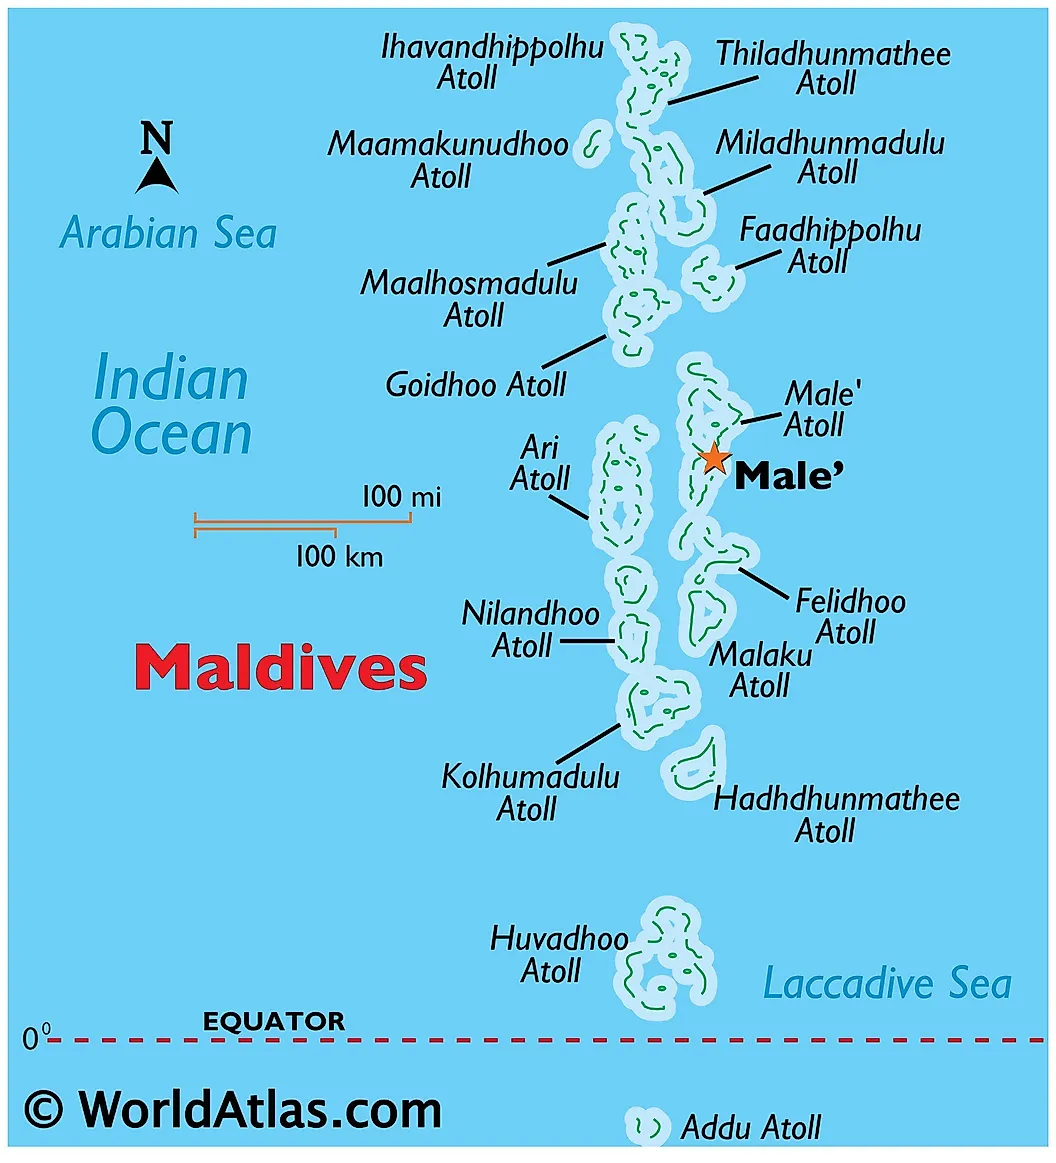 Ihavandhippolhu
Atoll
Thiladhunmathee
Atoll
N
Maamakunudhoo
Atoll
Miladhunmadulu
Atoll
Arabian Sea
Faadhippolhu
Atoll
Maalhosmadulu
Atoll
Indian
Ocean
Goidhoo Atoll
Male'
Atoll
Ari
Atoll
Male’
100 mi
100 km
Nilandhoo
Atoll
Felidhoo
Atoll
Maldives
Malaku
Atoll
Kolhumadulu
Atoll
Hadhdhunmathee
Atoll
Huvadhoo
Atoll
Laccadive Sea
EQUATOR
0⁰
© WorldAtlas.com
Addu Atoll